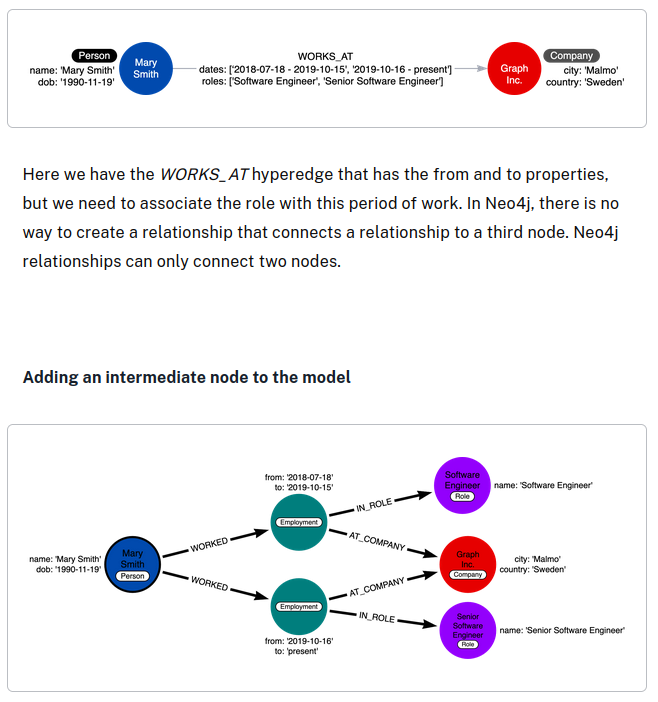 Person
name: 'Mary Smith'
dob: '1990-11-19'
Mary
Smith
WORKS_AT
dates: ['2018-07-18 - 2019-10-15', '2019-10-16 - present']
roles: ['Software Engineer', 'Senior Software Engineer']
Graph
Inc.
Company
city: 'Malmo'
country: 'Sweden'
Here we have the WORKS_AT hyperedge that has the from and to properties,
but we need to associate the role with this period of work. In Neo4j, there is no
way to create a relationship that connects a relationship to a third node. Neo4j
relationships can only connect two nodes.
Adding an intermediate node to the model
name: 'Mary Smith'
dob: '1990-11-19'
Mary
Smith
Person
WORKED
WORKED
from: '2018-07-18'
to: '2019-10-15'
Employment
Employment
from: '2019-10-16'
to: 'present'
IN_ROLE
AT_COMPANY
AT_COMPANY
IN_ROLE
Software
Engineer
Role
name: 'Software Engineer'
Graph
Inc.
Company
city: 'Malmo'
country: 'Sweden'
Senior
Software
Engineer
Role
name: 'Senior Software Engineer'